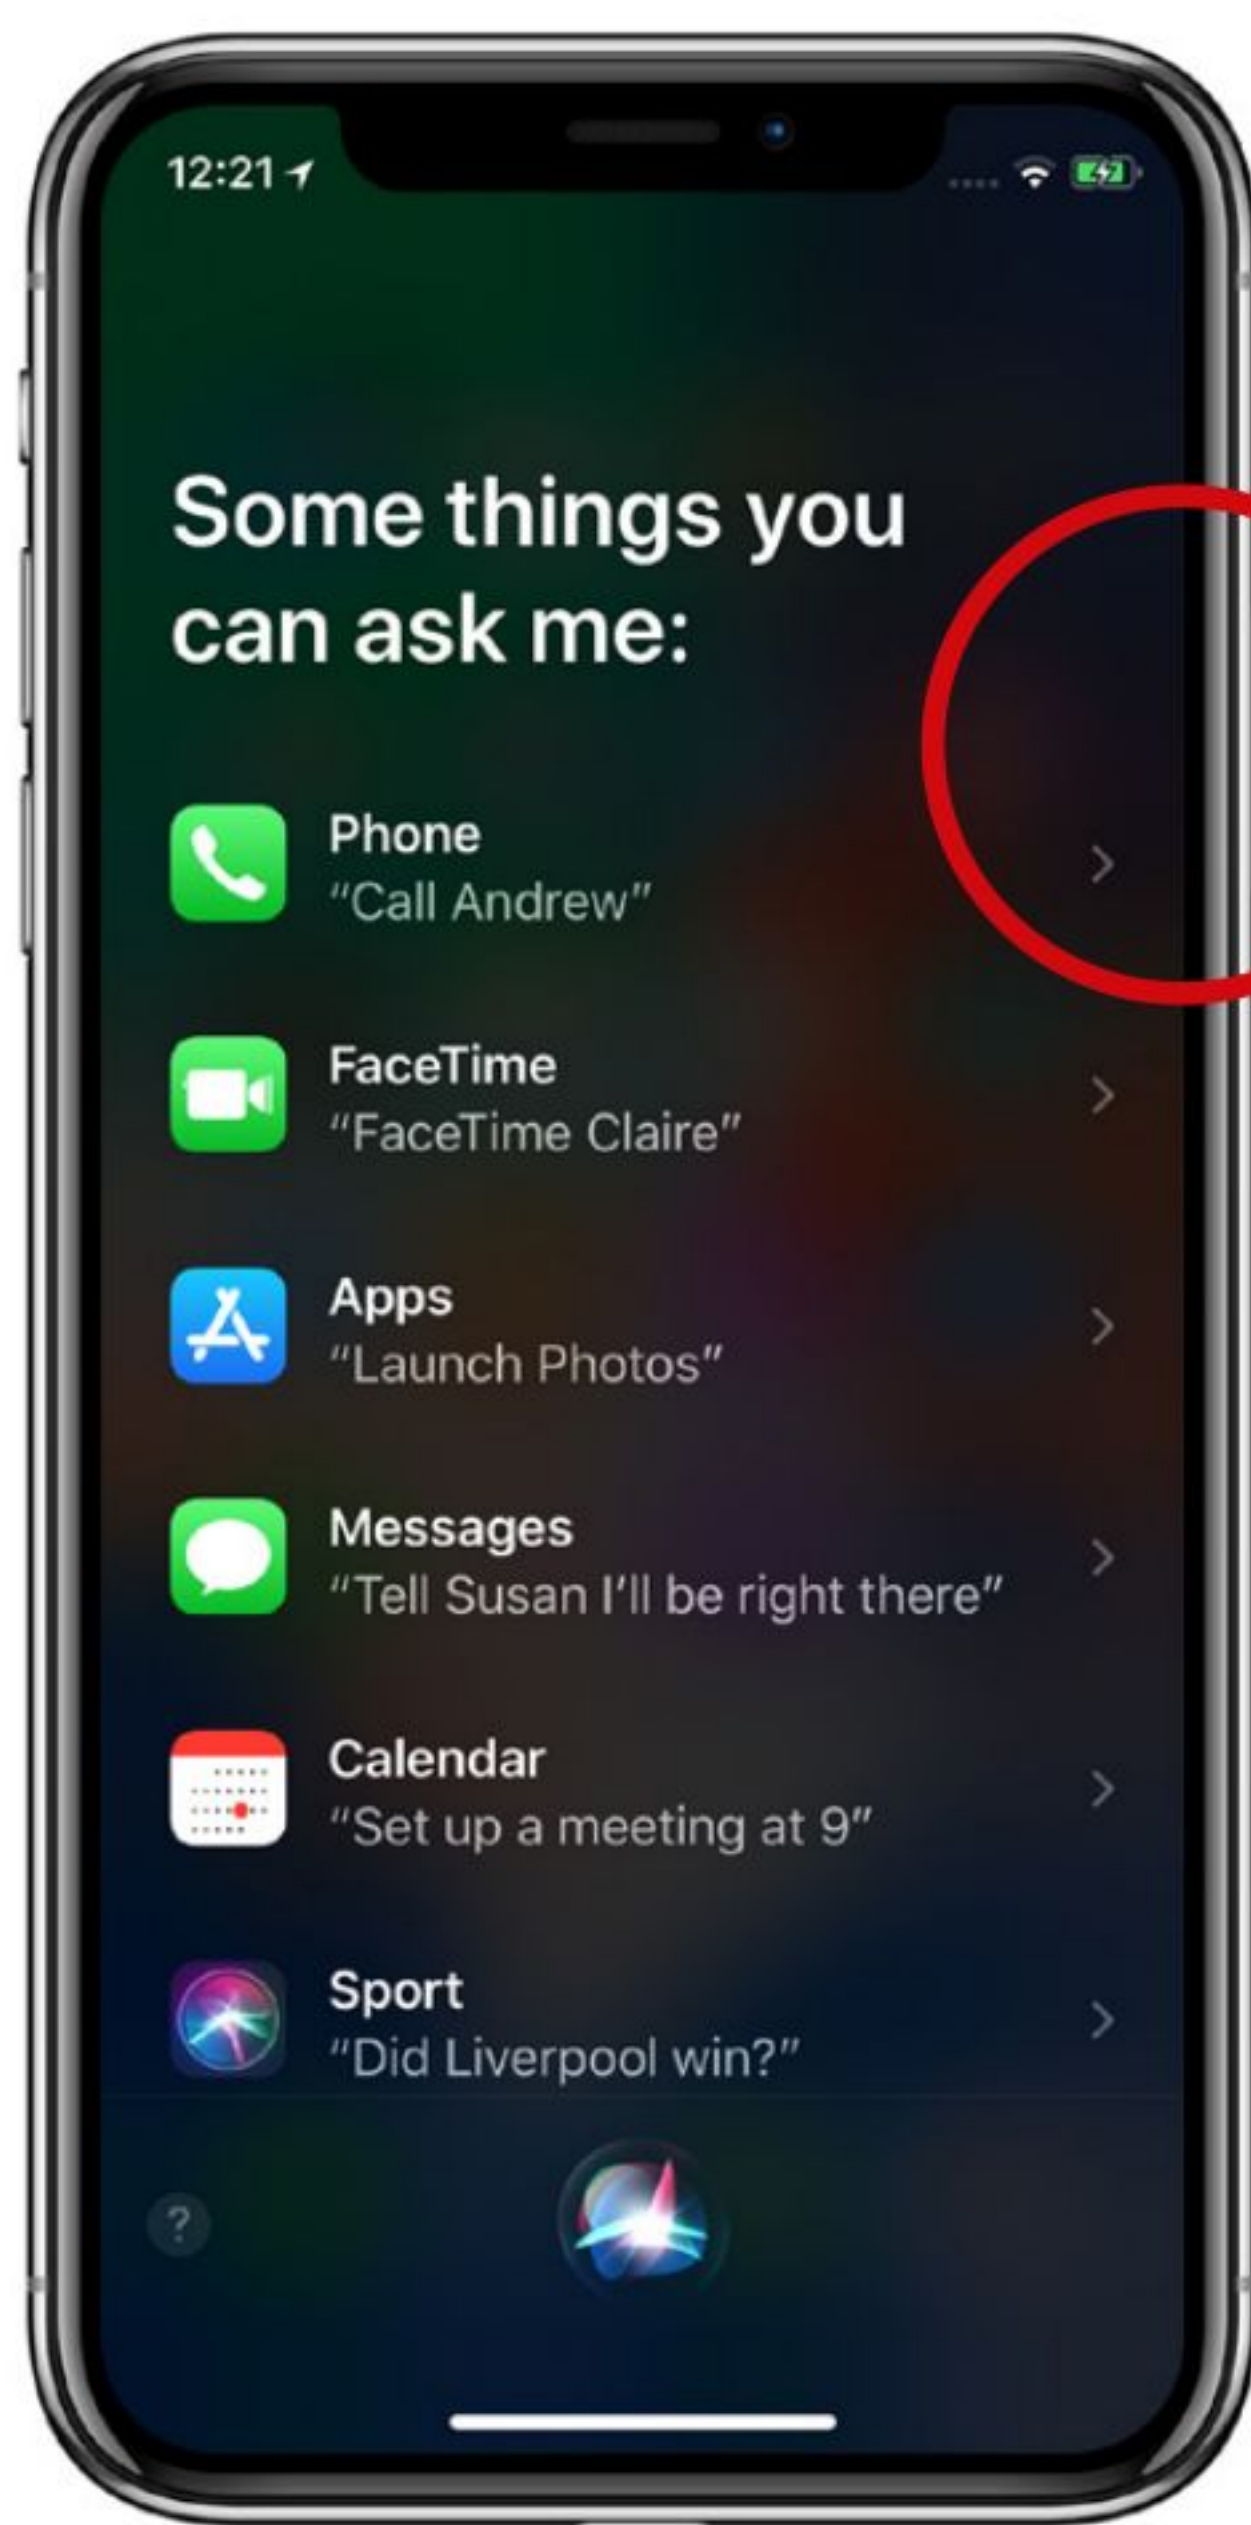 12:21
Some things you
can ask me:
Phone
“Call Andrew”
FaceTime
“FaceTime Claire”
Apps
“Launch Photos”
Messages
“Tell Susan I’ll be right there”
Calendar
“Set up a meeting at 9”
Sport
“Did Liverpool win?”
?